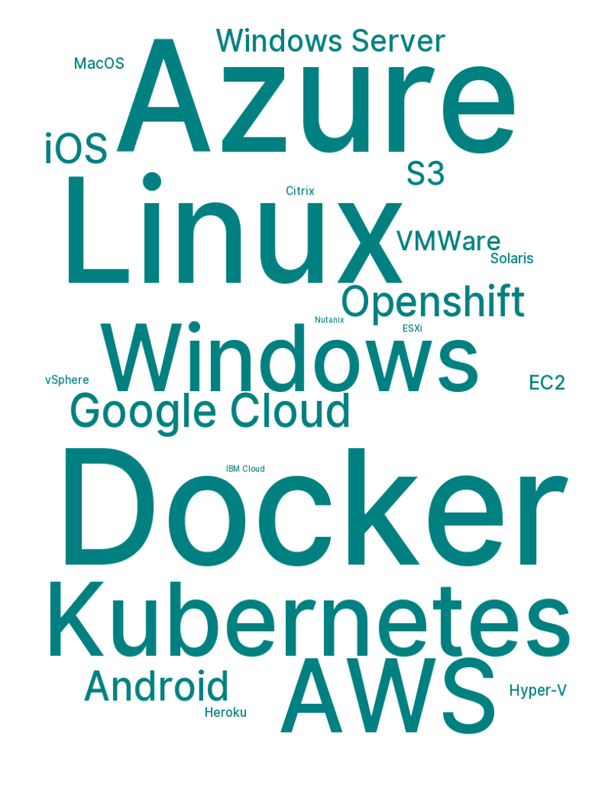 Windows Server
MacOS
Azure
iOS
S3
Linux
Citrix
VMWare
Solaris
Openshift
Nutanix
ESXi
Windows
vSphere
EC2
Google Cloud
Docker
IBM Cloud
Kubernetes
Android
AWS
Hyper-V
Heroku